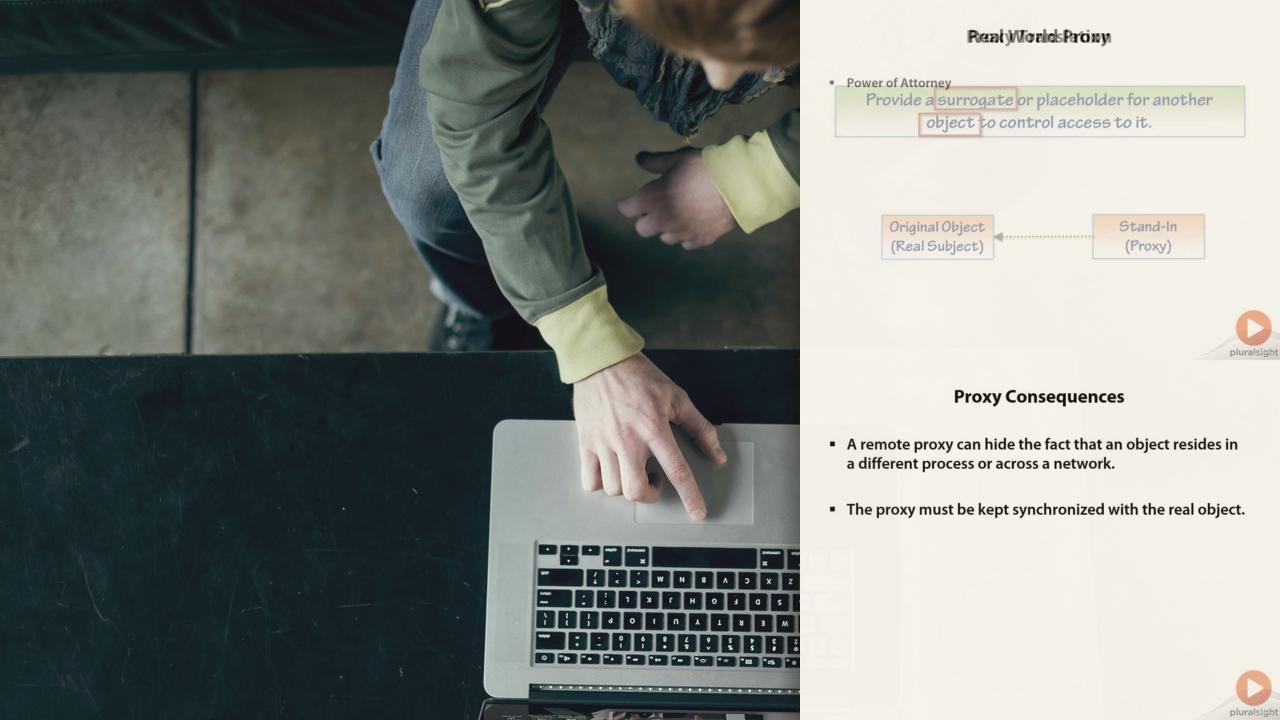 Real World Proxy
▪ Power of Attorney
Provide a surrogate or placeholder for another
object to control access to it.
Original Object
(Real Subject)
Stand-In
(Proxy)
pluralsight
Proxy Consequences
▪ A remote proxy can hide the fact that an object resides in
a different process or across a network.
▪ The proxy must be kept synchronized with the real object.
pluralsight